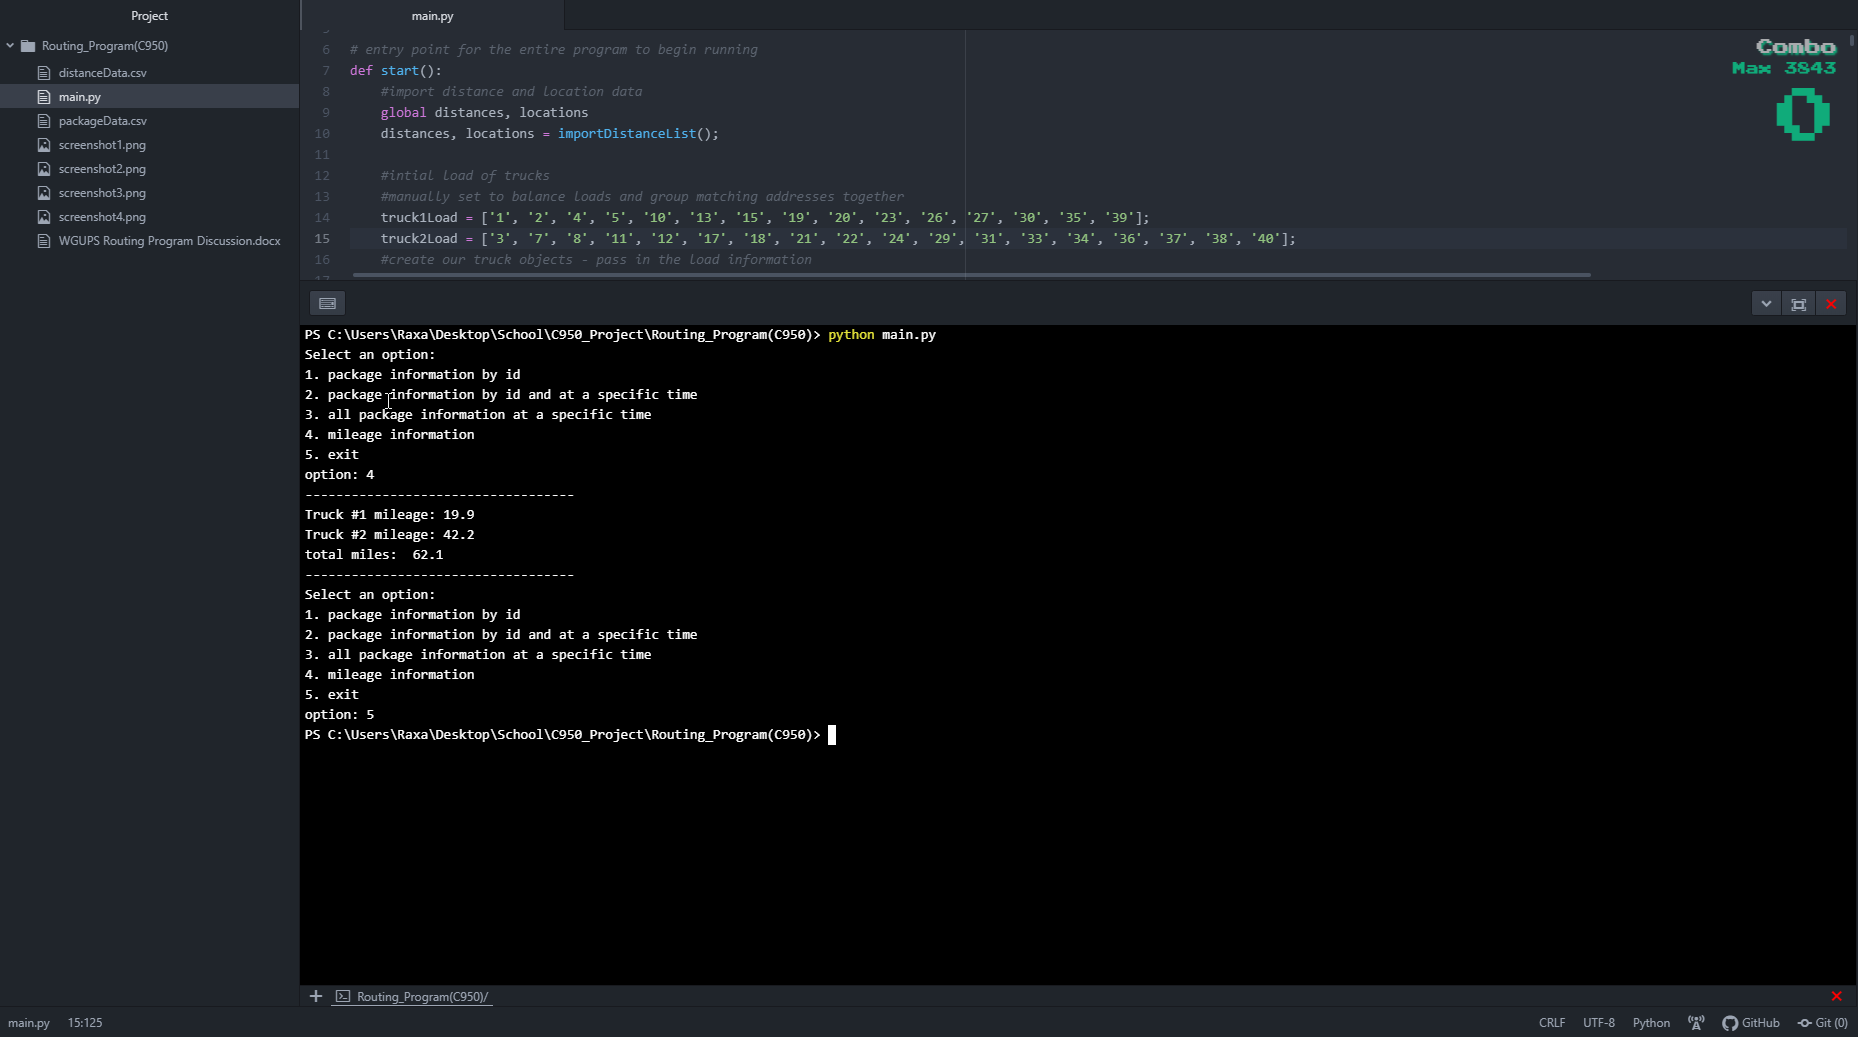 Project
Routing_Program(C950)
distanceData.csv
main.py
packageData.csv
screenshot1.png
screenshot2.png
screenshot3.png
screenshot4.png
WGUPS Routing Program Discussion.docx
main.py
6 # entry point for the entire program to begin running
7 def start():
8 #import distance and location data
9 global distances, locations
10 distances, locations = importDistanceList();
11
12 #intial load of trucks
13 #manually set to balance loads and group matching addresses together
14 truck1Load = ['1', '2', '4', '5', '10', '13', '15', '19', '20', '23', '26', '27', '30', '35', '39'];
15 truck2Load = ['3', '7', '8', '11', '12', '17', '18', '21', '22', '24', '29', '31', '33', '34', '36', '37', '38', '40'];
16 #create our truck objects - pass in the load information
Combo
Max 3843
0
PS C:\Users\Raxa\Desktop\School\C950_Project\Routing_Program(C950)> python main.py
Select an option:
1. package information by id
2. package information by id and at a specific time
3. all package information at a specific time
4. mileage information
5. exit
option: 4
-----------------------------------
Truck #1 mileage: 19.9
Truck #2 mileage: 42.2
total miles:  62.1
-----------------------------------
Select an option:
1. package information by id
2. package information by id and at a specific time
3. all package information at a specific time
4. mileage information
5. exit
option: 5
PS C:\Users\Raxa\Desktop\School\C950_Project\Routing_Program(C950)>
Routing_Program(C950)/
main.py 15:125 CRLF UTF-8 Python GitHub Git (0)